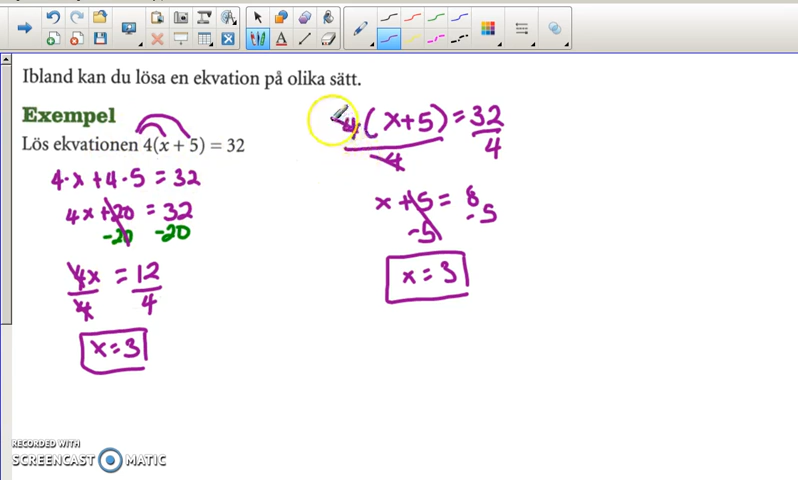 Ibland kan du lösa en ekvation på olika sätt.
Exempel
Lös ekvationen 4(x + 5) = 32
4·x + 4·5 = 32
4x + 20 = 32
-20 -20
4x = 12
4 4
x = 3
4(x+5) = 32
4 4
x + 5 = 8
-5 -5
x = 3
RECORDED WITH
SCREENCAST MATIC